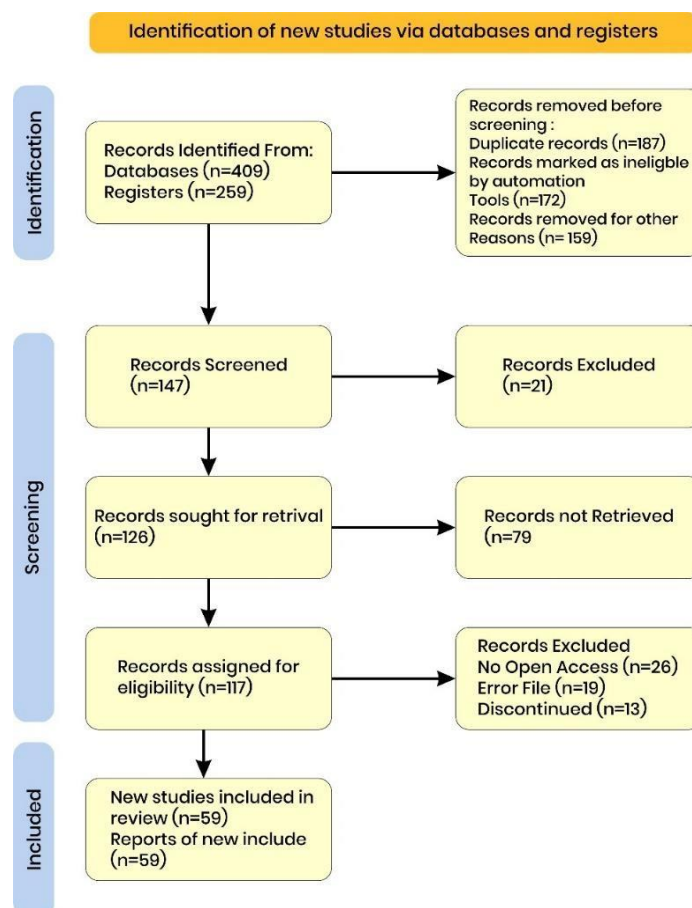 Identification of new studies via databases and registers
Identification
Records Identified From:
Databases (n=409)
Registers (n=259)
Records removed before
screening :
Duplicate records (n=187)
Records marked as ineligble
by automation
Tools (n=172)
Records removed for other
Reasons (n= 159)
Screening
Records Screened
(n=147)
Records Excluded
(n=21)
Records sought for retrival
(n=126)
Records not Retrieved
(n=79
Records assigned for
eligibility (n=117)
Records Excluded
No Open Access (n=26)
Error File (n=19)
Discontinued (n=13)
Included
New studies included in
review (n=59)
Reports of new include
(n=59)